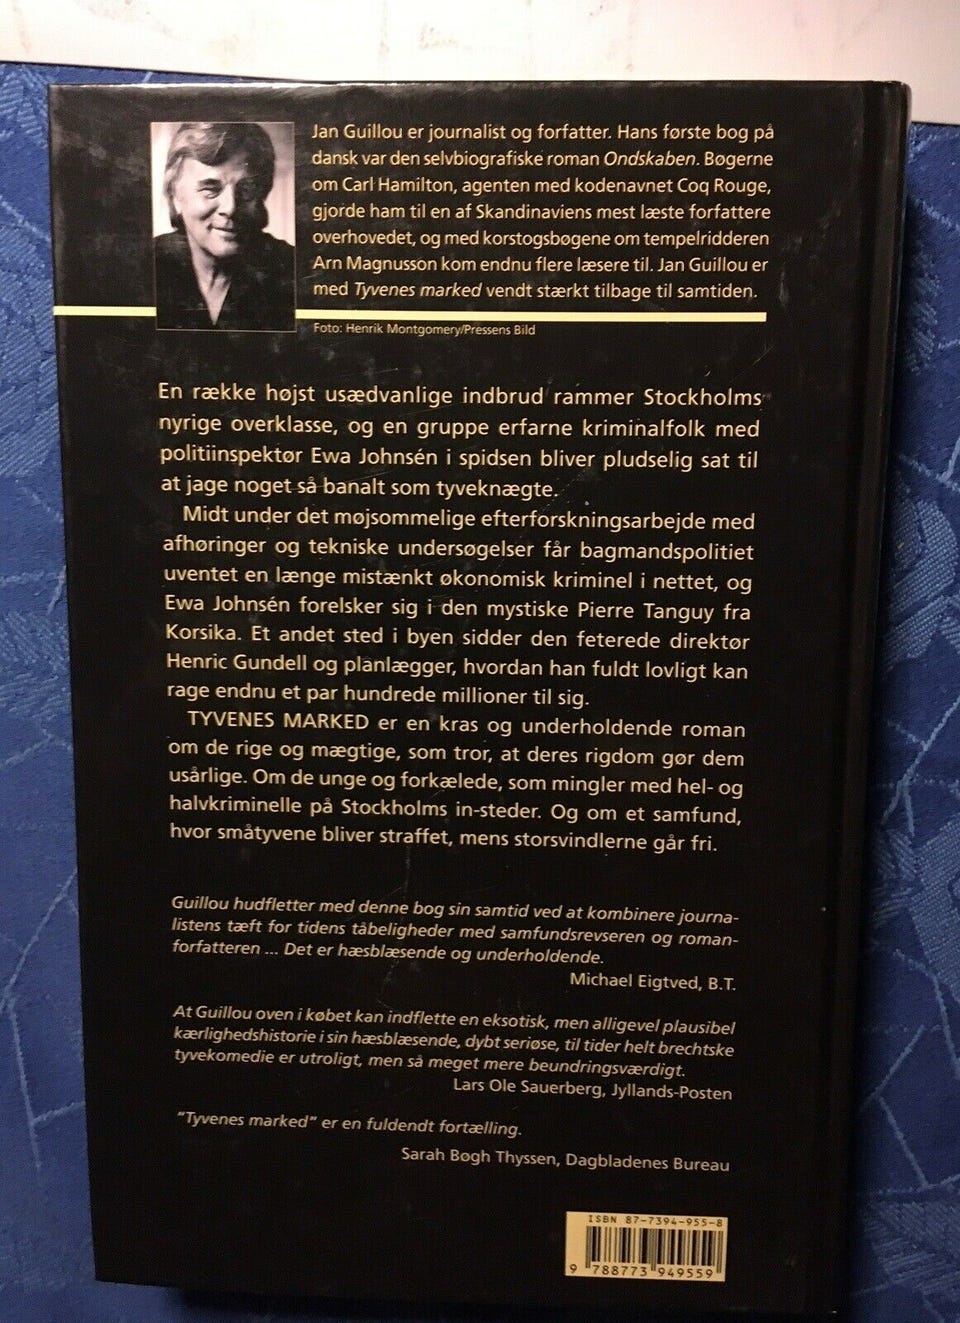 Jan Guillou er journalist og forfatter. Hans første bog på
dansk var den selvbiografiske roman Ondskaben. Bøgerne
om Carl Hamilton, agenten med kodenavnet Coq Rouge,
gjorde ham til en af Skandinaviens mest læste forfattere
overhovedet, og med korstogsbøgene om tempelridderen
Arn Magnusson kom endnu flere læsere til. Jan Guillou er
med Tyvenes marked vendt stærkt tilbage til samtiden.
Foto: Henrik Montgomery/Pressens Bild
En række højst usædvanlige indbrud rammer Stockholms
nyrige overklasse, og en gruppe erfarne kriminalfolk med
politiinspektør Ewa Johnsén i spidsen bliver pludselig sat til
at jage noget så banalt som tyveknægte.
Midt under det møjsommelige efterforskningsarbejde med
afhøringer og tekniske undersøgelser får bagmandspolitiet
uventet en længe mistænkt økonomisk kriminel i nettet, og
Ewa Johnsén forelsker sig i den mystiske Pierre Tanguy fra
Korsika. Et andet sted i byen sidder den feterede direktør
Henric Gundell og planlægger, hvordan han fuldt lovligt kan
rage endnu et par hundrede millioner til sig.
TYVENES MARKED er en kras og underholdende roman
om de rige og mægtige, som tror, at deres rigdom gør dem
usårlige. Om de unge og forkælede, som mingler med hel- og
halvkriminelle på Stockholms in-steder. Og om et samfund,
hvor småtyvene bliver straffet, mens storsvindlerne går fri.
Guillou hudfletter med denne bog sin samtid ved at kombinere journa-
listens tæft for tidens tåbeligheder med samfundsrevseren og roman-
forfatteren ... Det er hæsblæsende og underholdende.
Michael Eigtved, B.T.
At Guillou oven i købet kan indflette en eksotisk, men alligevel plausibel
kærlighedshistorie i sin hæsblæsende, dybt seriøse, til tider helt brechtske
tyvekomedie er utroligt, men så meget mere beundringsværdigt.
Lars Ole Sauerberg, Jyllands-Posten
"Tyvenes marked" er en fuldendt fortælling.
Sarah Bøgh Thyssen, Dagbladenes Bureau
ISBN 87-7394-955-8
9 788773 949559